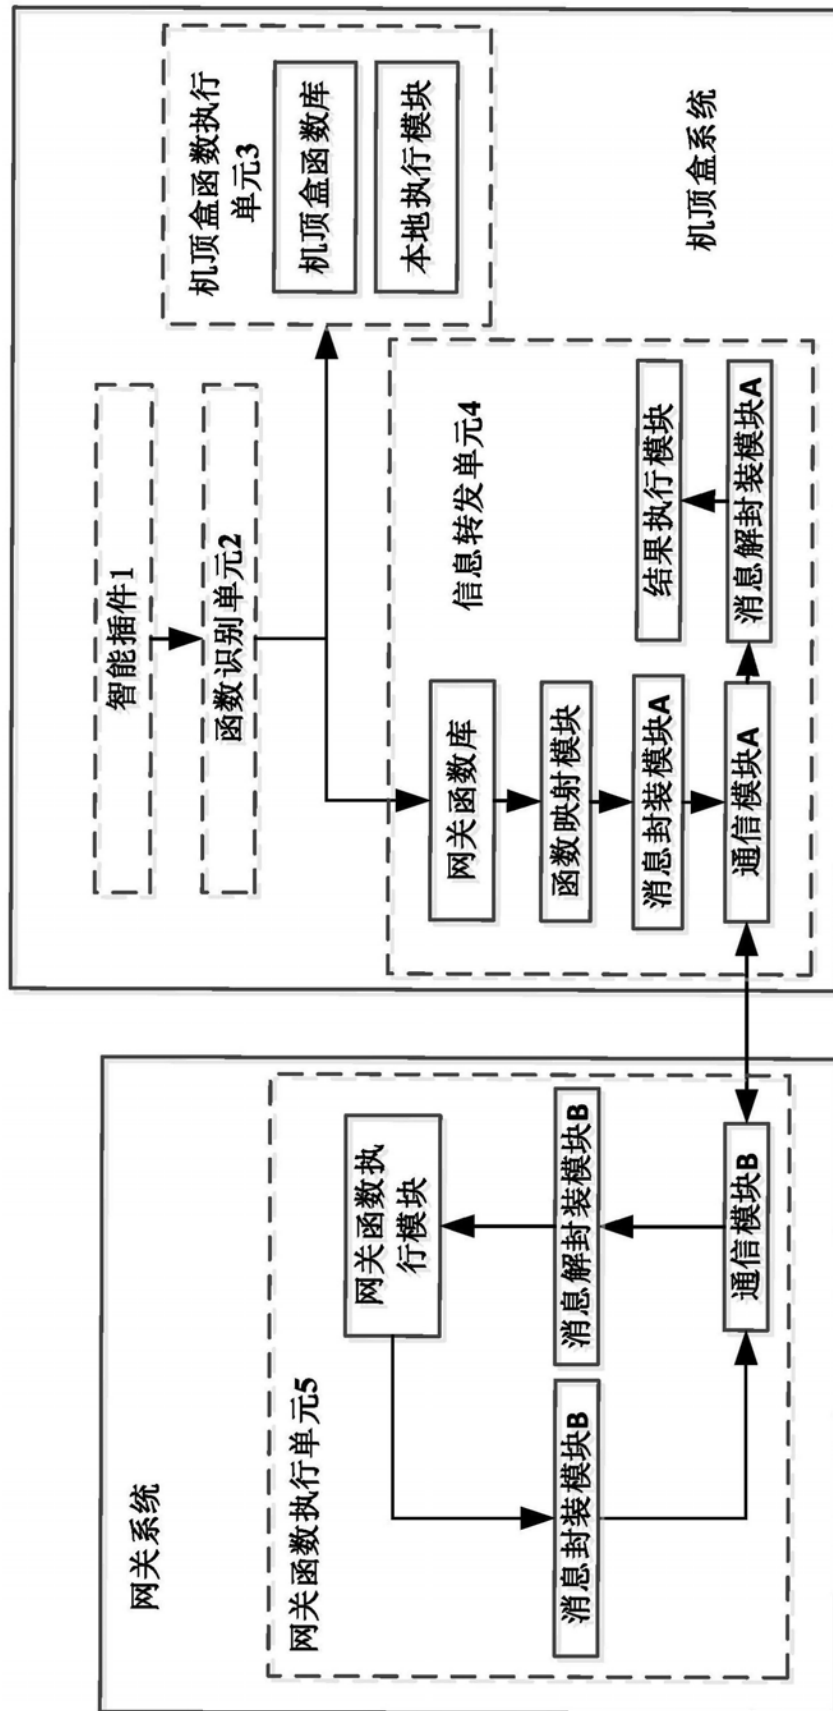 网关系统
网关函数执行单元5
网关函数执
行模块
消息封装模块B
消息解封装模块B
通信模块B
智能插件1
函数识别单元2
机顶盒函数执行
单元3
机顶盒函数库
本地执行模块
信息转发单元4
网关函数库
函数映射模块
消息封装模块A
通信模块A
结果执行模块
消息解封装模块A
机顶盒系统